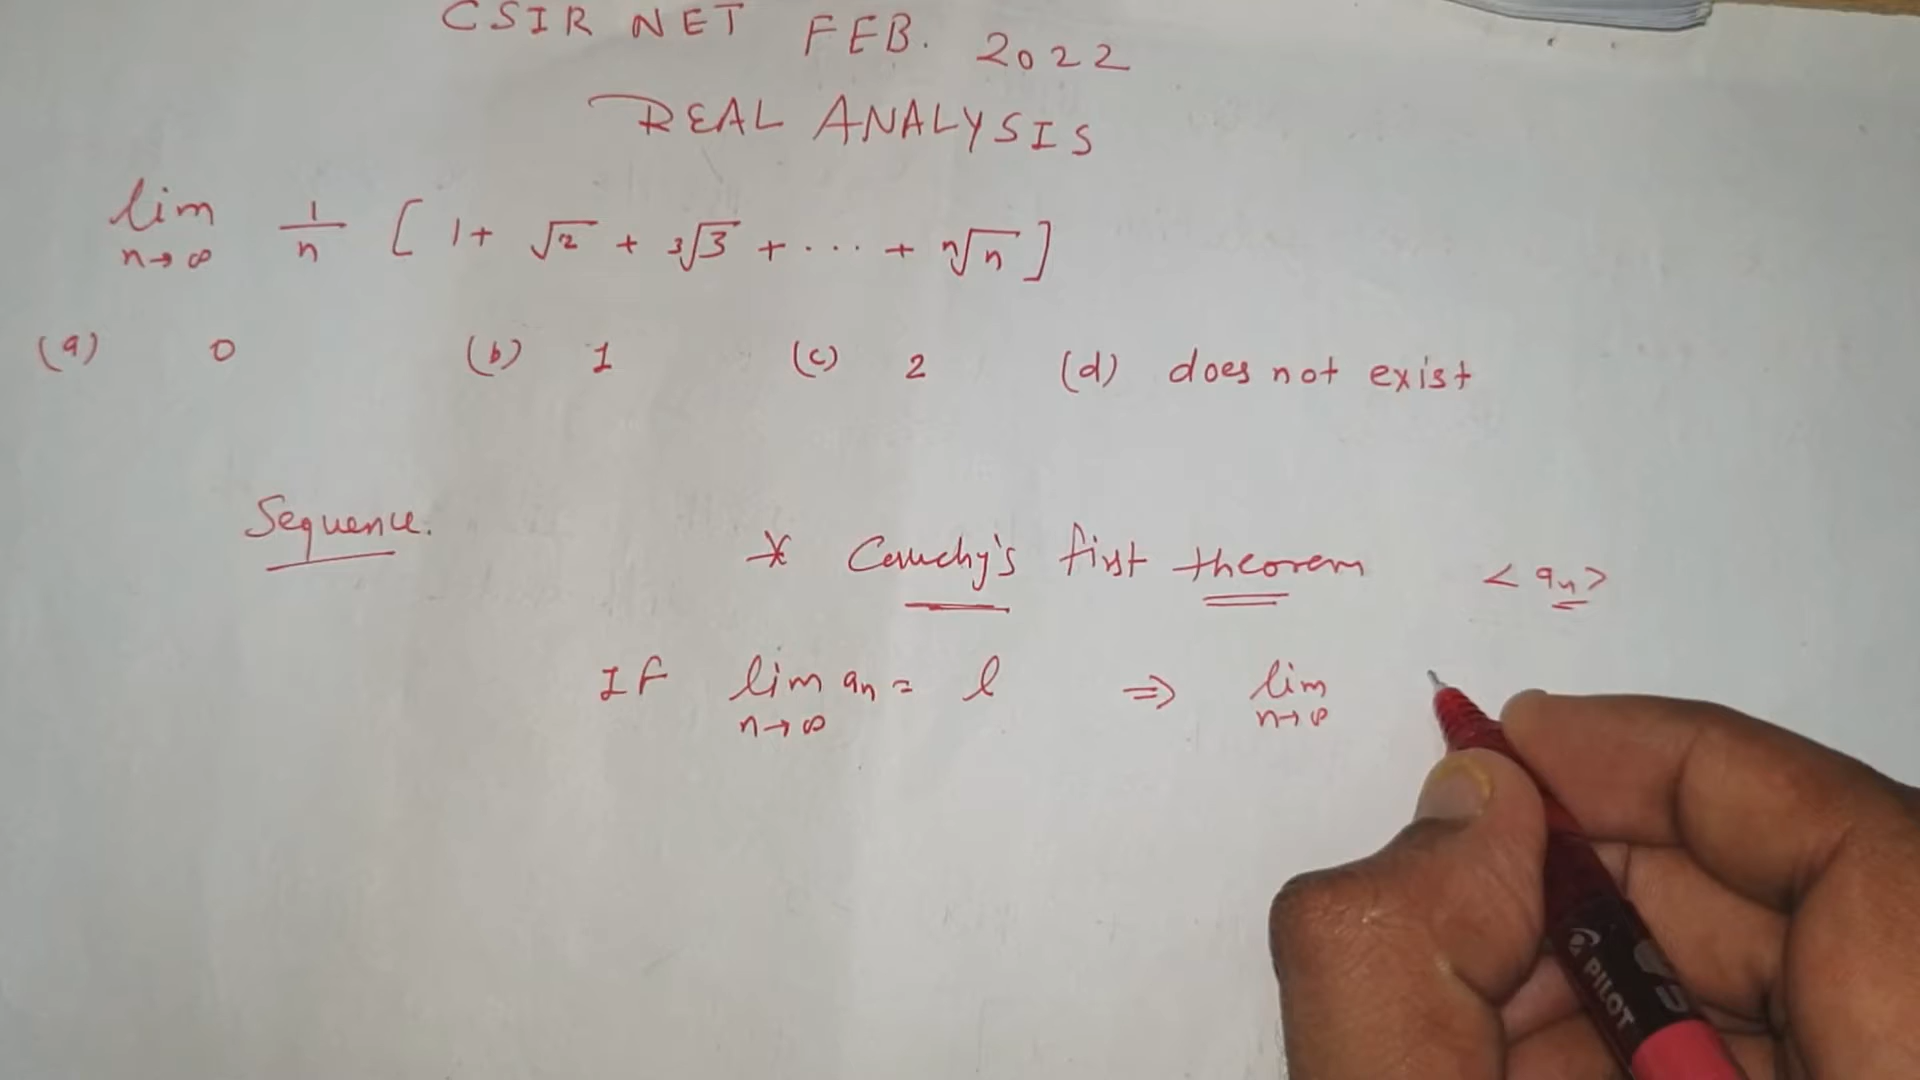 CSIR NET FEB. 2022
REAL ANALYSIS
lim n→∞ 1/n [ 1 + √2 + ³√3 + ... + ⁿ√n ]
(a) 0 (b) 1 (c) 2 (d) does not exist
Sequence.
* Cauchy's first theorem < aₙ >
If lim n→∞ aₙ = l ⇒ lim n→∞
PILOT